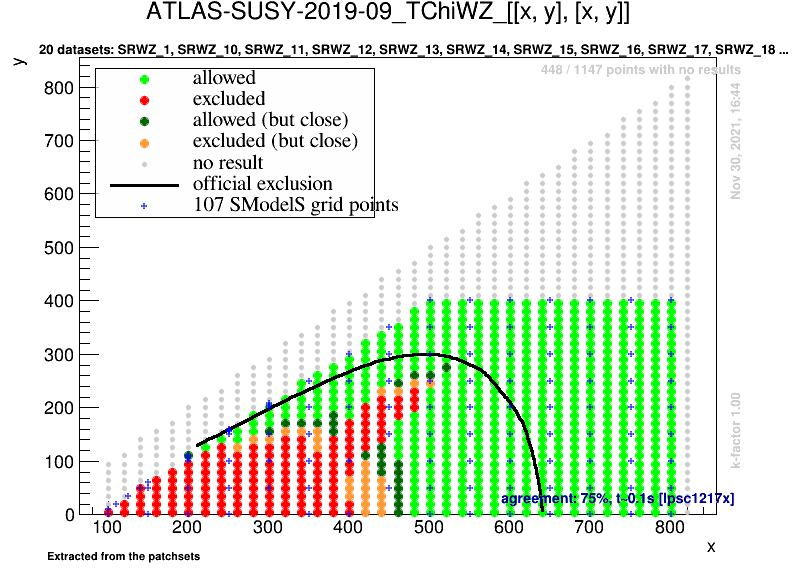 ATLAS-SUSY-2019-09_TChiWZ_[[x, y], [x, y]]
20 datasets: SRWZ_1, SRWZ_10, SRWZ_11, SRWZ_12, SRWZ_13, SRWZ_14, SRWZ_15, SRWZ_16, SRWZ_17, SRWZ_18 ...
y
448 / 1147 points with no results
allowed
excluded
allowed (but close)
excluded (but close)
no result
official exclusion
107 SModelS grid points
Nov 30, 2021, 16:44
k-factor 1.00
800
700
600
500
400
300
200
100
0
agreement: 75%, t~0.1s [lpsc1217x]
100 200 300 400 500 600 700 800
x
Extracted from the patchsets